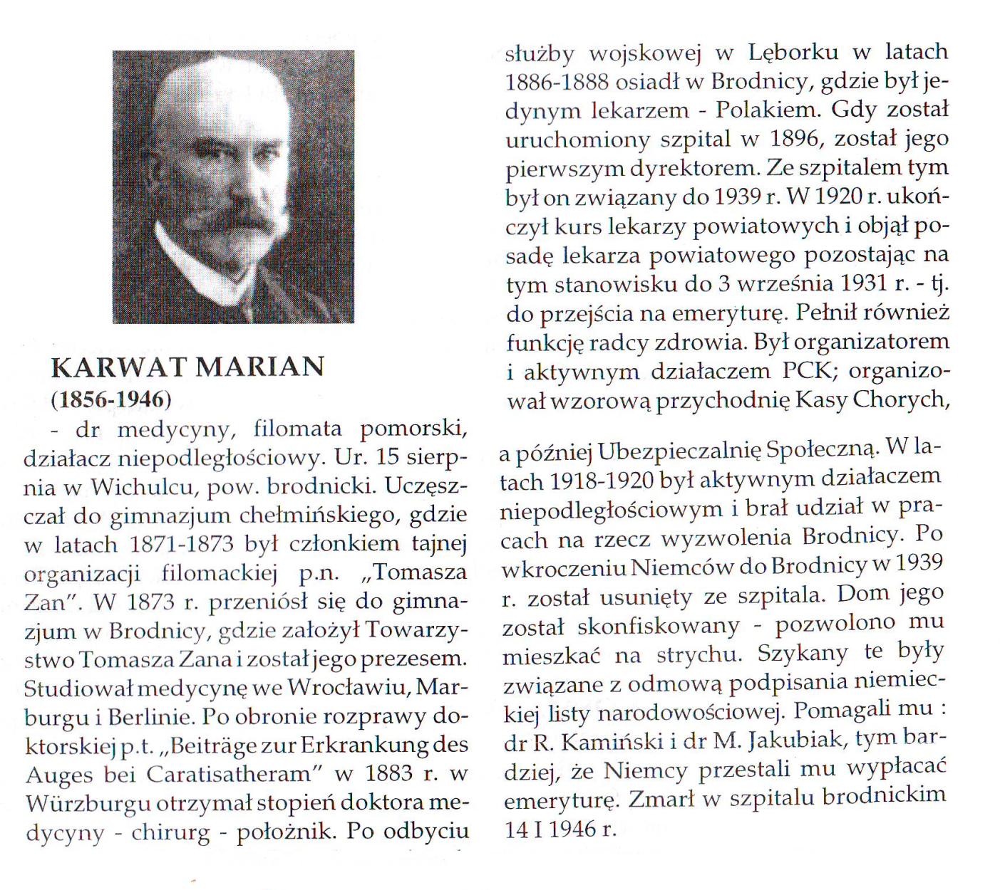 KARWAT MARIAN
(1856-1946)
- dr medycyny, filomata pomorski,
działacz niepodległościowy. Ur. 15 sierp-
nia w Wichulcu, pow. brodnicki. Uczęsz-
czał do gimnazjum chełmińskiego, gdzie
w latach 1871-1873 był członkiem tajnej
organizacji filomackiej p.n. „Tomasza
Zan”. W 1873 r. przeniósł się do gimna-
zjum w Brodnicy, gdzie założył Towarzy-
stwo Tomasza Zana i został jego prezesem.
Studiował medycynę we Wrocławiu, Mar-
burgu i Berlinie. Po obronie rozprawy do-
ktorskiej p.t. „Beiträge zur Erkrankung des
Auges bei Caratisatheram” w 1883 r. w
Würzburgu otrzymał stopień doktora me-
dycyny - chirurg - położnik. Po odbyciu
służby wojskowej w Lęborku w latach
1886-1888 osiadł w Brodnicy, gdzie był je-
dynym lekarzem - Polakiem. Gdy został
uruchomiony szpital w 1896, został jego
pierwszym dyrektorem. Ze szpitalem tym
był on związany do 1939 r. W 1920 r. ukoń-
czył kurs lekarzy powiatowych i objął po-
sadę lekarza powiatowego pozostając na
tym stanowisku do 3 września 1931 r. - tj.
do przejścia na emeryturę. Pełnił również
funkcję radcy zdrowia. Był organizatorem
i aktywnym działaczem PCK; organizo-
wał wzorową przychodnię Kasy Chorych,
a później Ubezpieczalnię Społeczną. W la-
tach 1918-1920 był aktywnym działaczem
niepodległościowym i brał udział w pra-
cach na rzecz wyzwolenia Brodnicy. Po
wkroczeniu Niemców do Brodnicy w 1939
r. został usunięty ze szpitala. Dom jego
został skonfiskowany - pozwolono mu
mieszkać na strychu. Szykany te były
związane z odmową podpisania niemiec-
kiej listy narodowościowej. Pomagali mu :
dr R. Kamiński i dr M. Jakubiak, tym bar-
dziej, że Niemcy przestali mu wypłacać
emeryturę. Zmarł w szpitalu brodnickim
14 I 1946 r.